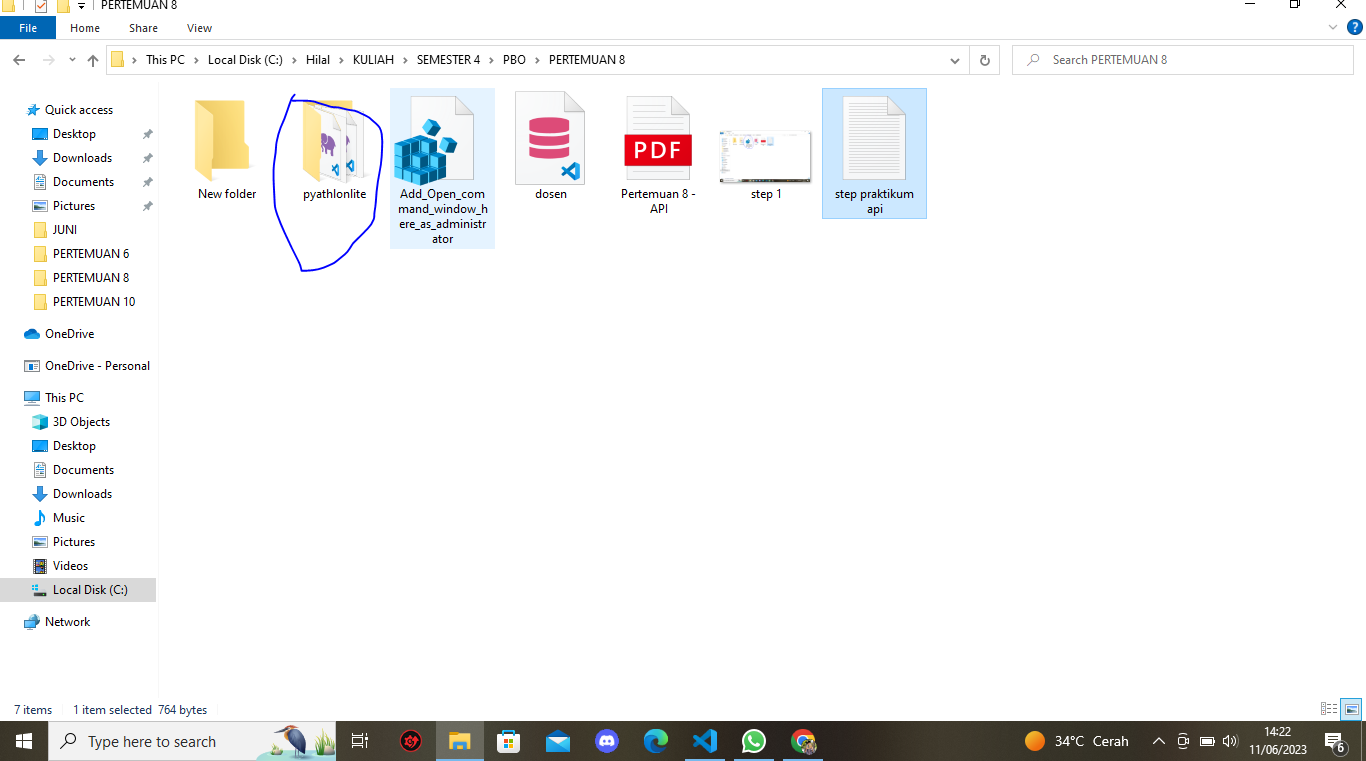 PERTEMUAN 8
File Home Share View
This PC Local Disk (C:) Hilal KULIAH SEMESTER 4 PBO PERTEMUAN 8
Search PERTEMUAN 8
Quick access
Desktop
Downloads
Documents
Pictures
JUNI
PERTEMUAN 6
PERTEMUAN 8
PERTEMUAN 10
OneDrive
OneDrive - Personal
This PC
3D Objects
Desktop
Documents
Downloads
Music
Pictures
Videos
Local Disk (C:)
Network
New folder
pyathlonlite
Add_Open_com
mand_window_h
ere_as_administr
ator
dosen
PDF
Pertemuan 8 -
API
step 1
step praktikum
api
7 items 1 item selected 764 bytes
Type here to search
34°C Cerah
14:22
11/06/2023
6